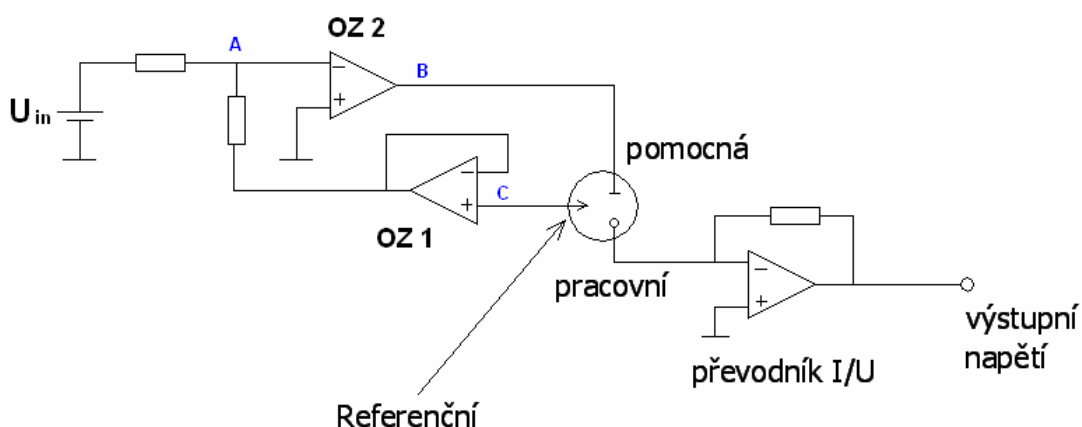 OZ 2
A
B
U in
pomocná
C
OZ 1
pracovní
výstupní
napětí
převodník I/U
Referenční